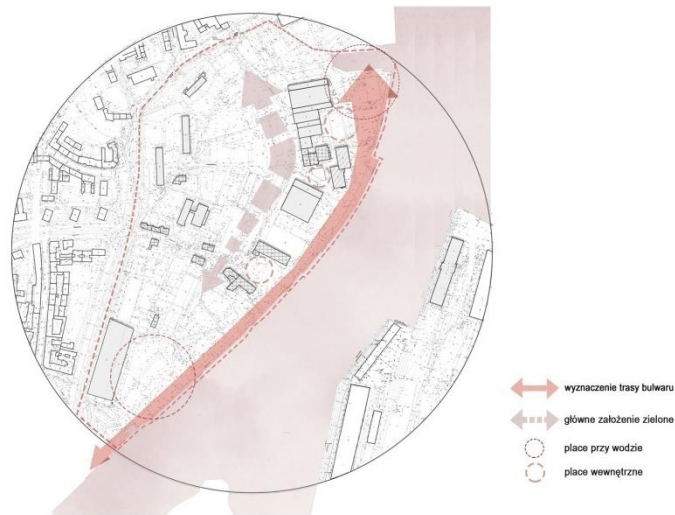 wyznaczenie trasy bulwaru
główne założenie zielone
place przy wodzie
place wewnętrzne